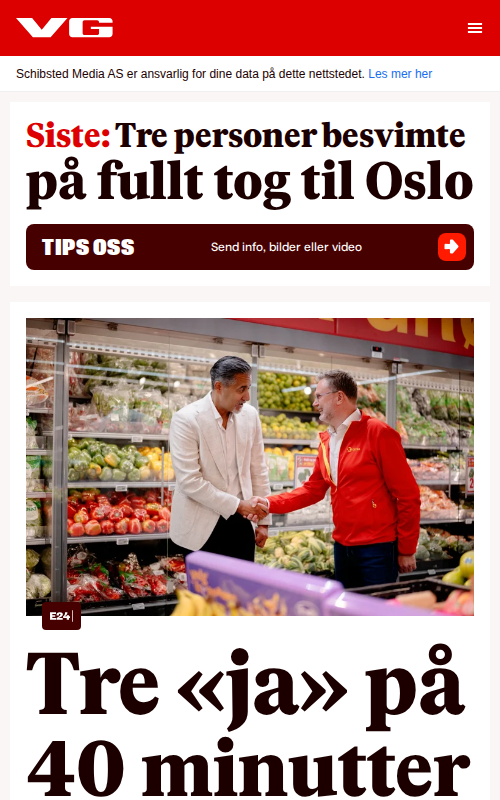 VG
Schibsted Media AS er ansvarlig for dine data på dette nettstedet. Les mer her
Siste: Tre personer besvimte
på fullt tog til Oslo
TIPS OSS
Send info, bilder eller video
E24
Tre «ja» på
40 minutter